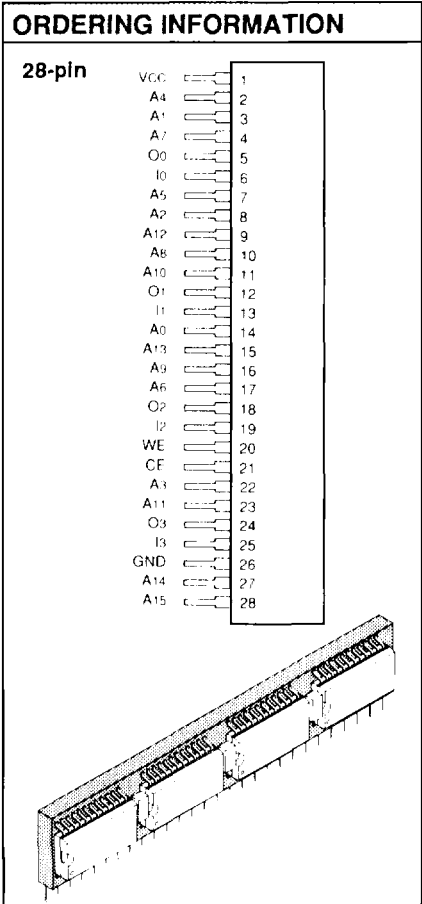 ORDERING INFORMATION
28-pin
VCC 1
A4 2
A1 3
A7 4
O0 5
I0 6
A5 7
A2 8
A12 9
A8 10
A10 11
O1 12
I1 13
A0 14
A13 15
A9 16
A6 17
O2 18
I2 19
WE 20
CE 21
A3 22
A11 23
O3 24
I3 25
GND 26
A14 27
A15 28